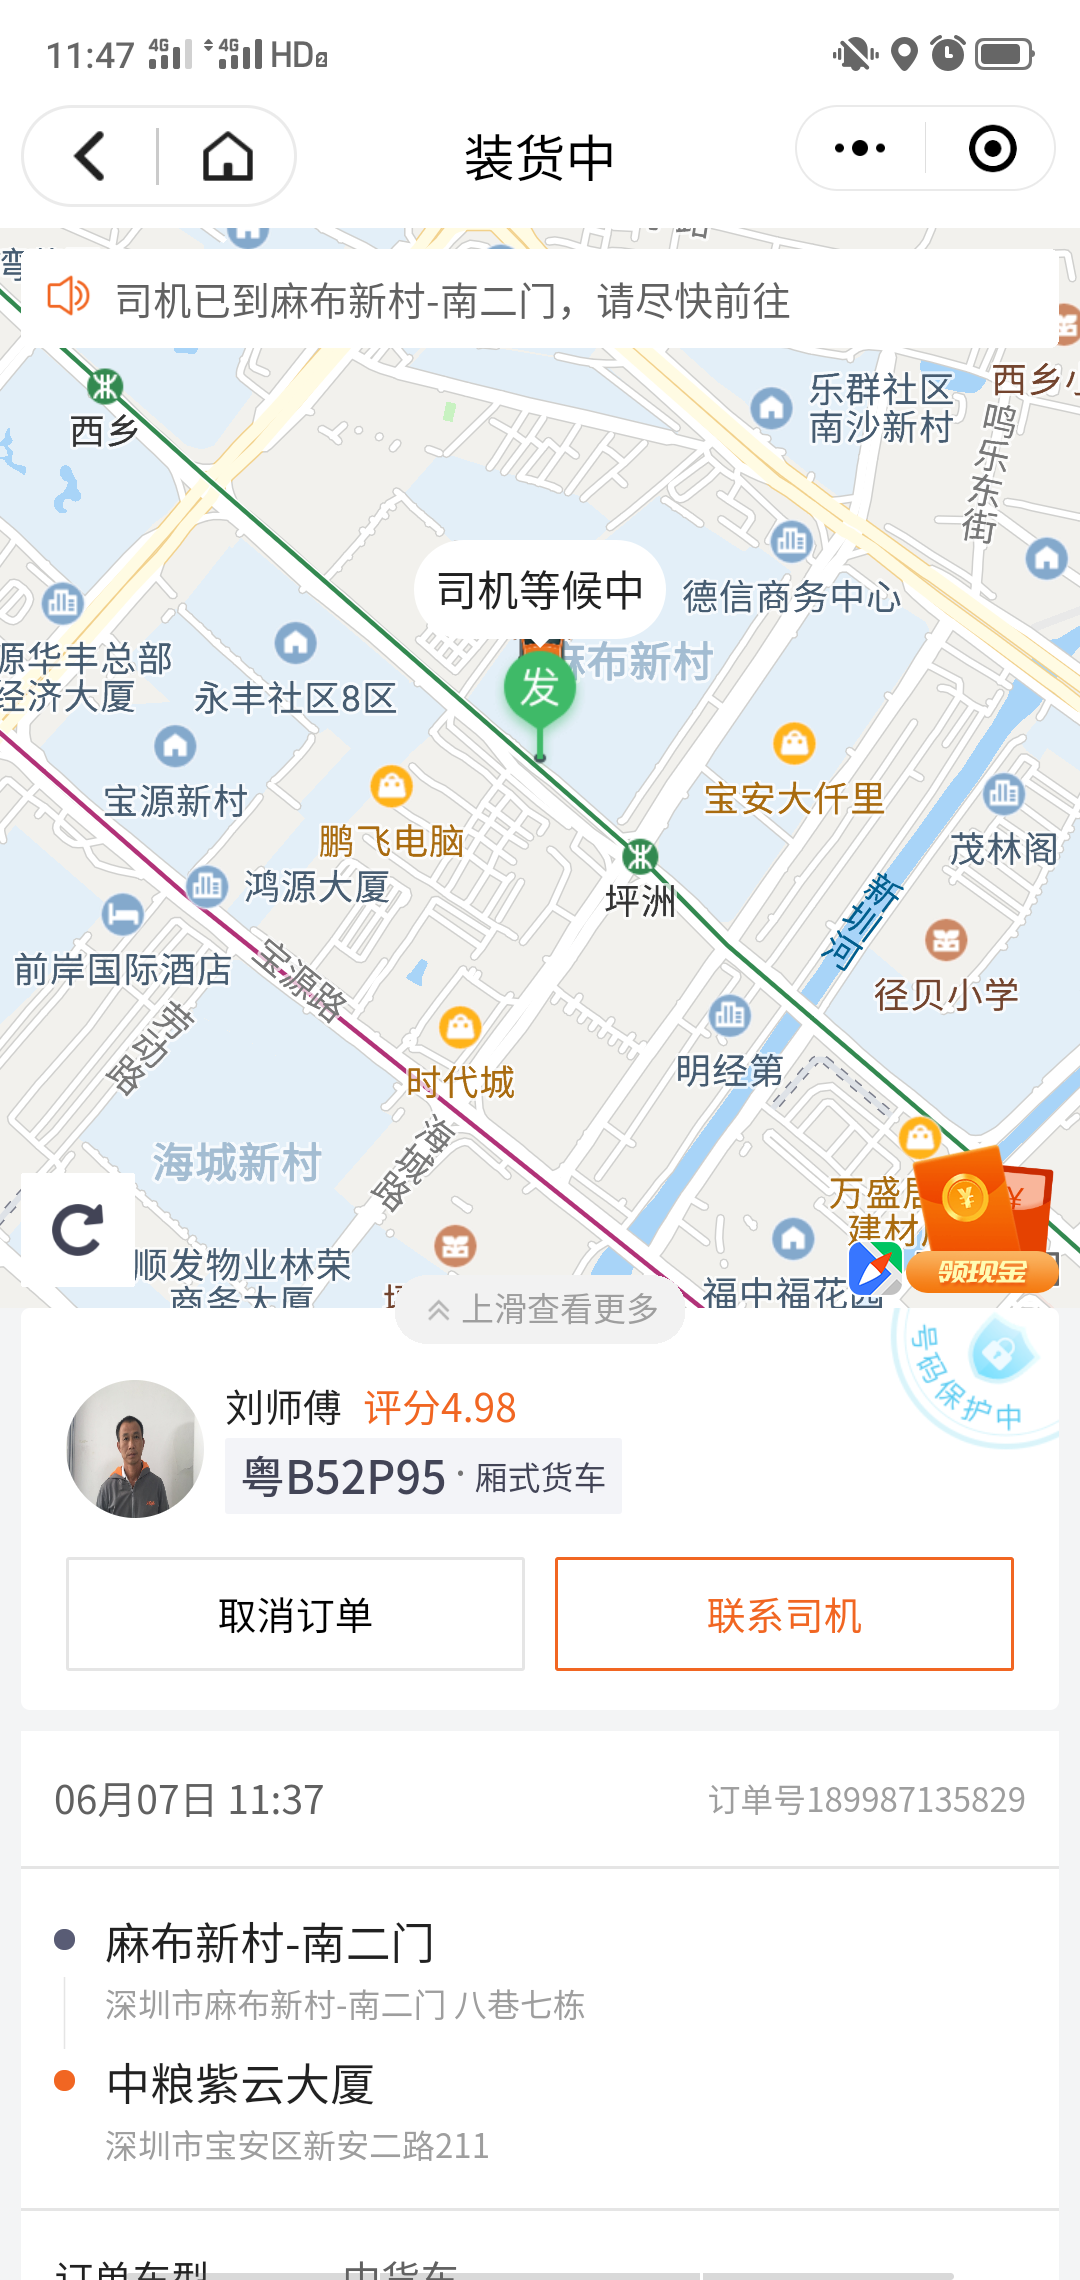 11:47 4G 4G HD2
装货中
司机已到麻布新村-南二门，请尽快前往
西乡
乐群社区
南沙新村
西乡小
鸣乐东街
司机等候中
德信商务中心
麻布新村
发
源华丰总部
经济大厦
永丰社区8区
宝源新村
鹏飞电脑
宝安大仟里
茂林阁
鸿源大厦
坪洲
新圳河
前岸国际酒店
宝源路
径贝小学
劳动路
时代城
明经第
海城路
海城新村
万盛居
建材
领现金
顺发物业林荣
商务大厦
福中福花园
上滑查看更多
号码保护中
刘师傅 评分4.98
粤B52P95·厢式货车
取消订单
联系司机
06月07日 11:37
订单号189987135829
麻布新村-南二门
深圳市麻布新村-南二门 八巷七栋
中粮紫云大厦
深圳市宝安区新安二路211
订单车型 中货车